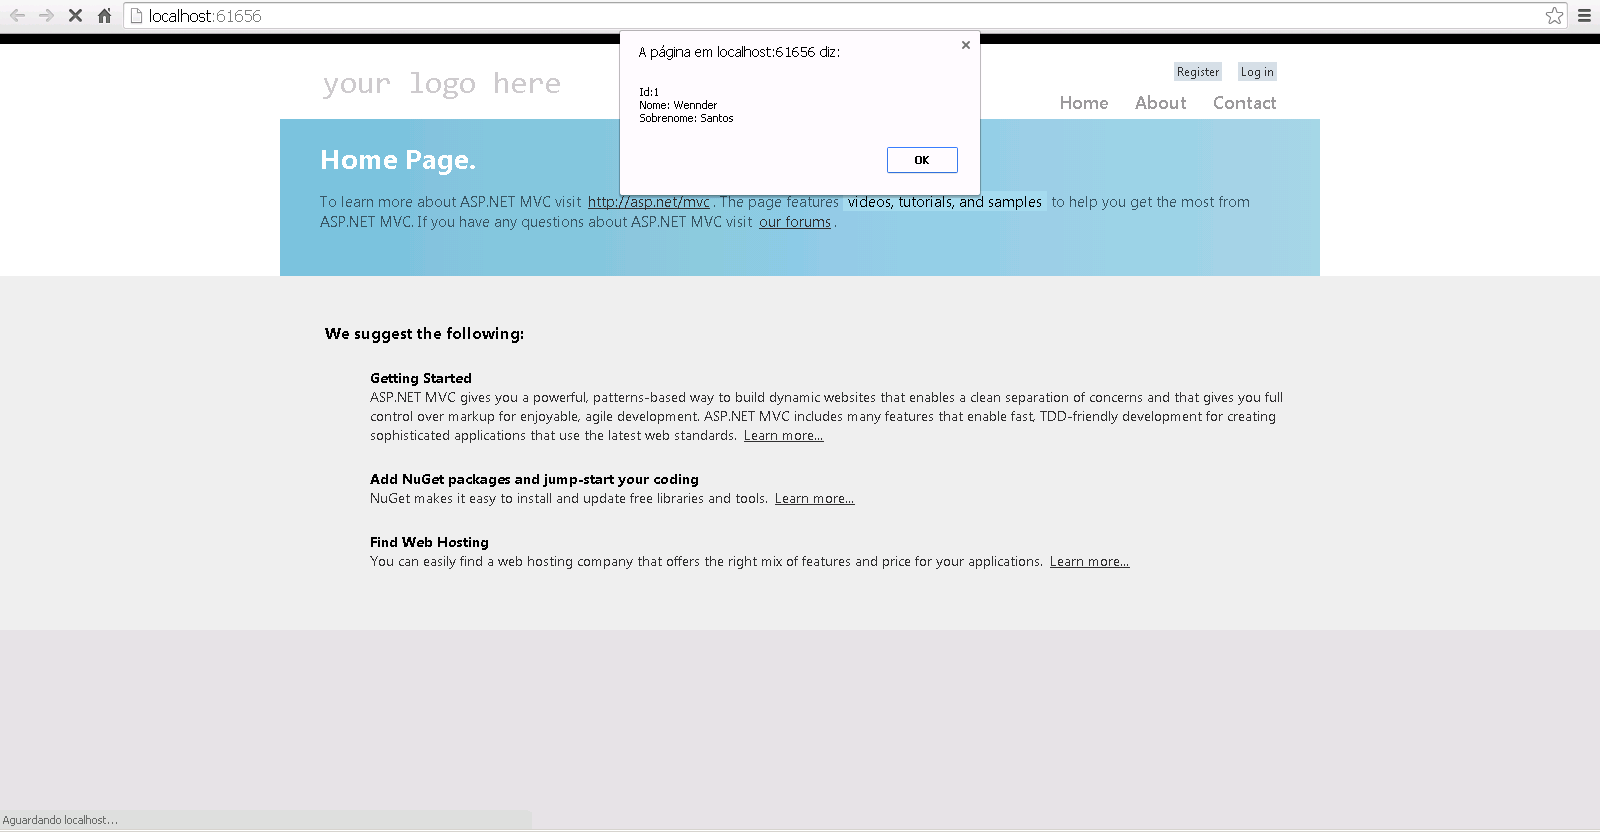 localhost:61656
A página em localhost:61656 diz:
Id:1
Nome: Wennder
Sobrenome: Santos
OK
your logo here
Register Log in
Home About Contact
Home Page.
To learn more about ASP.NET MVC visit http://asp.net/mvc . The page features videos, tutorials, and samples to help you get the most from
ASP.NET MVC. If you have any questions about ASP.NET MVC visit our forums .
We suggest the following:
Getting Started
ASP.NET MVC gives you a powerful, patterns-based way to build dynamic websites that enables a clean separation of concerns and that gives you full
control over markup for enjoyable, agile development. ASP.NET MVC includes many features that enable fast, TDD-friendly development for creating
sophisticated applications that use the latest web standards. Learn more...
Add NuGet packages and jump-start your coding
NuGet makes it easy to install and update free libraries and tools. Learn more...
Find Web Hosting
You can easily find a web hosting company that offers the right mix of features and price for your applications. Learn more...
Aguardando localhost...